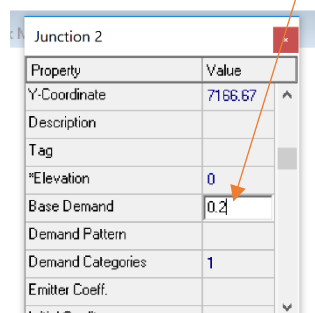 Junction 2
Property Value
Y-Coordinate 7166.67
Description
Tag
*Elevation 0
Base Demand 0.2
Demand Pattern
Demand Categories 1
Emitter Coeff.